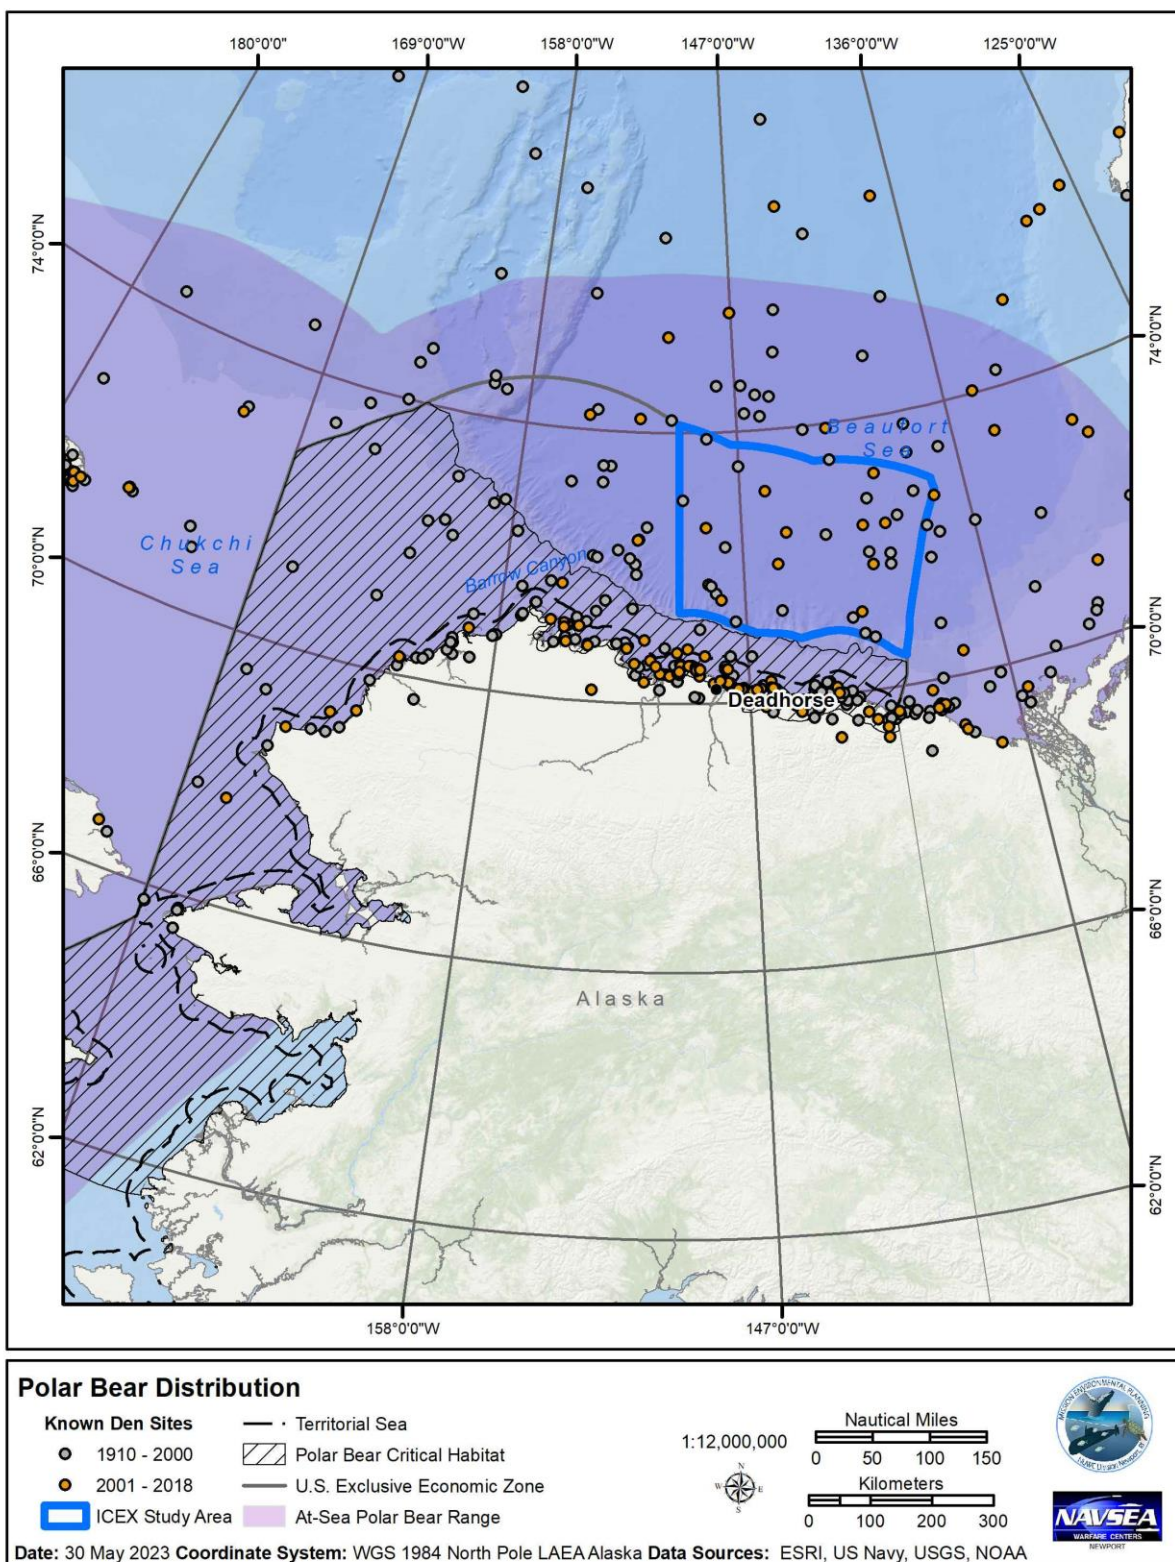 180°0'0" 169°0'0"W 158°0'0"W 147°0'0"W 136°0'0"W 125°0'0"W
74°0'0"N
74°0'0"N
Beaufort
Sea
Chukchi
Sea
Barrow Canyon
70°0'0"N
70°0'0"N
Deadhorse
66°0'0"N
66°0'0"N
Alaska
62°0'0"N
62°0'0"N
158°0'0"W 147°0'0"W
Polar Bear Distribution
Known Den Sites
1910 - 2000
2001 - 2018
ICEX Study Area
Territorial Sea
Polar Bear Critical Habitat
U.S. Exclusive Economic Zone
At-Sea Polar Bear Range
1:12,000,000
N
W E
S
Nautical Miles
0 50 100 150
Kilometers
0 100 200 300
MISSION ENVIRONMENTAL PLANNING
NAVSEA
WARFARE CENTERS
NEWPORT
Date: 30 May 2023 Coordinate System: WGS 1984 North Pole LAEA Alaska Data Sources: ESRI, US Navy, USGS, NOAA